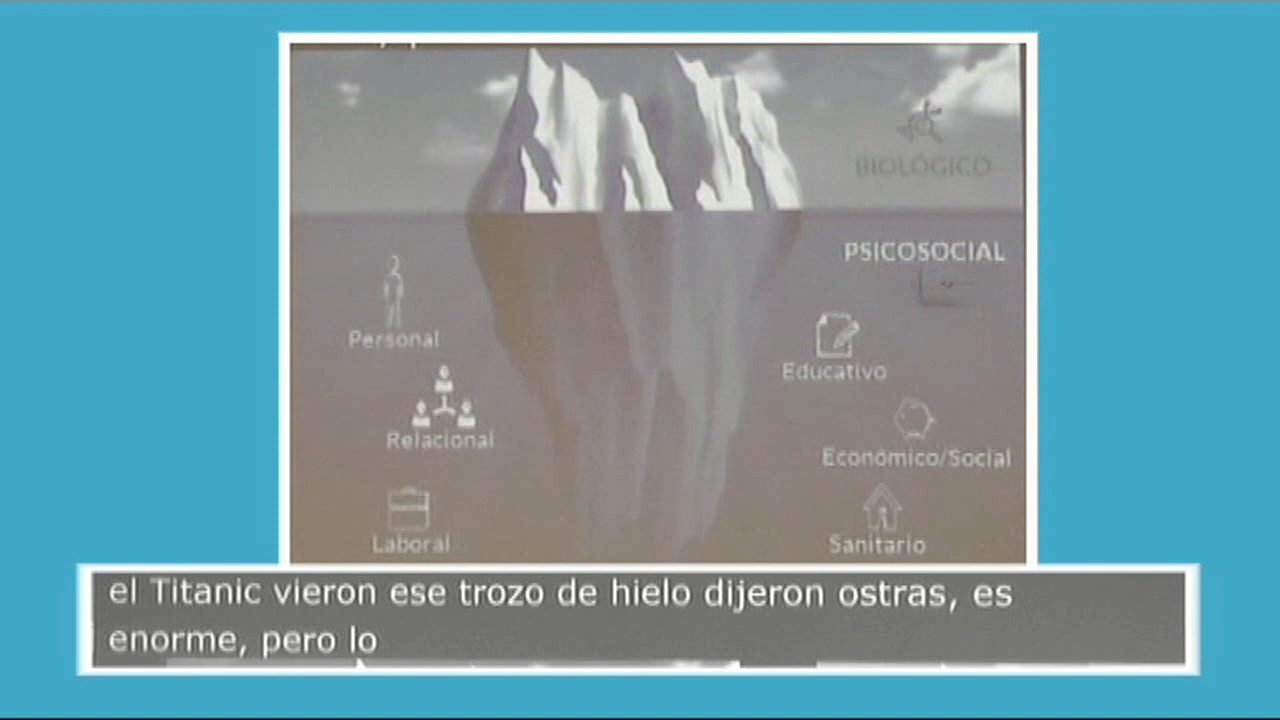 BIOLÓGICO
PSICOSOCIAL
Personal
Educativo
Relacional
Económico/Social
Laboral
Sanitario
el Titanic vieron ese trozo de hielo dijeron ostras, es
enorme, pero lo